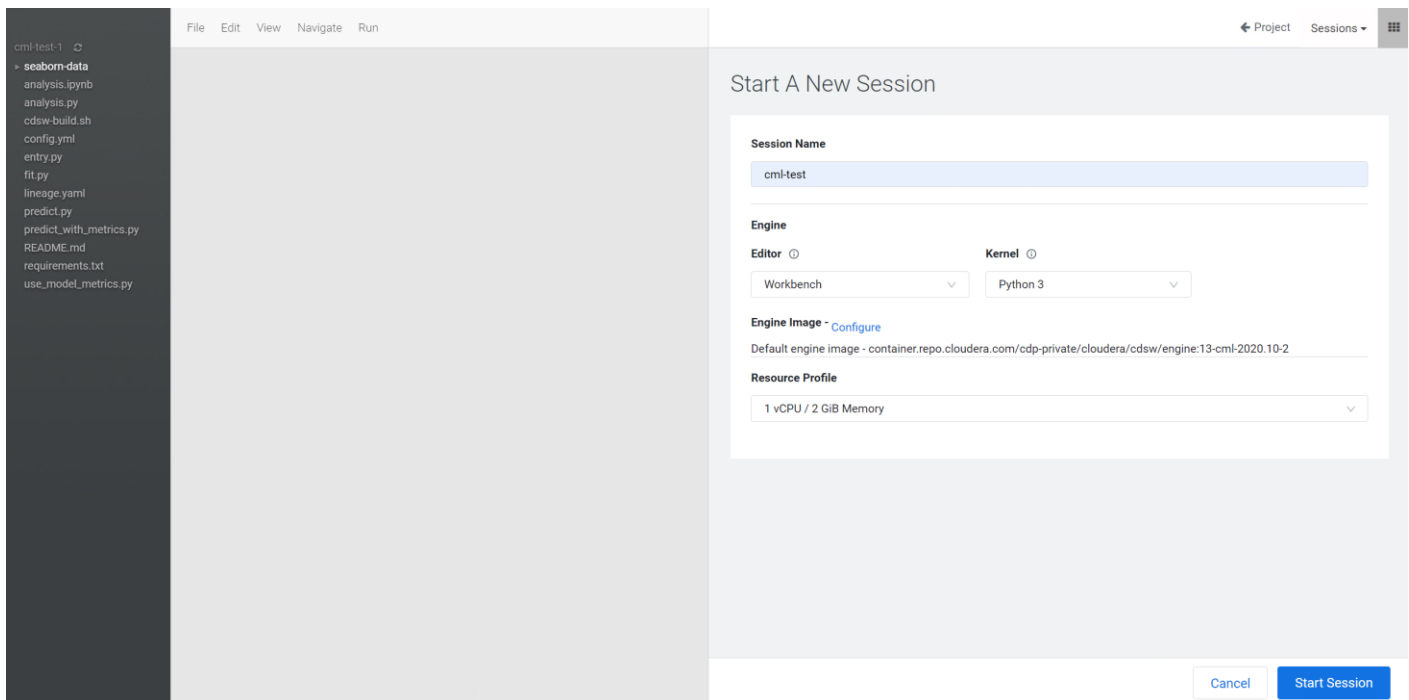 File Edit View Navigate Run
Project Sessions
cml-test-1
seaborn-data
analysis.ipynb
analysis.py
cdsw-build.sh
config.yml
entry.py
fit.py
lineage.yaml
predict.py
predict_with_metrics.py
README.md
requirements.txt
use_model_metrics.py
Start A New Session
Session Name
cml-test
Engine
Editor Kernel
Workbench Python 3
Engine Image - Configure
Default engine image - container.repo.cloudera.com/cdp-private/cloudera/cdsw/engine:13-cml-2020.10-2
Resource Profile
1 vCPU / 2 GiB Memory
Cancel Start Session